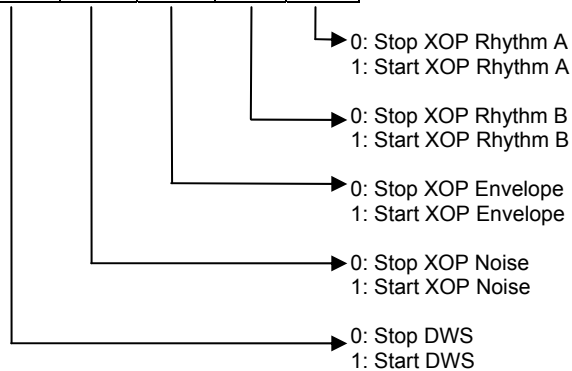 0: Stop XOP Rhythm A
1: Start XOP Rhythm A
0: Stop XOP Rhythm B
1: Start XOP Rhythm B
0: Stop XOP Envelope
1: Start XOP Envelope
0: Stop XOP Noise
1: Start XOP Noise
0: Stop DWS
1: Start DWS